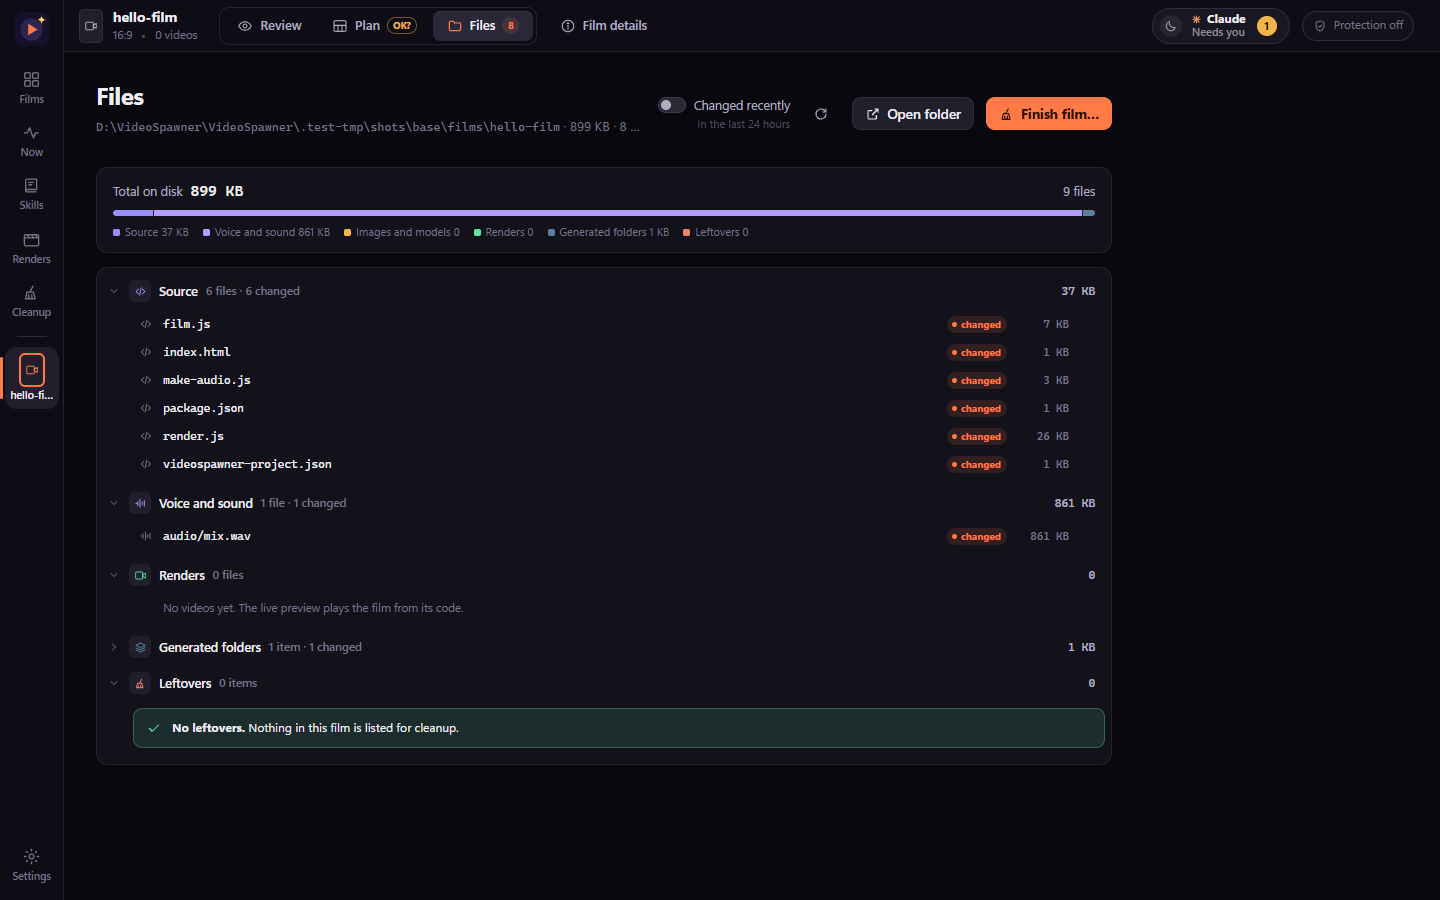 hello-film
16:9 • 0 videos
Review
Plan OK?
Files 8
Film details
Claude
Needs you
1
Protection off
Films
Now
Skills
Renders
Cleanup
hello-fi...
Settings
Files
D:\VideoSpawner\VideoSpawner\.test-tmp\shots\base\films\hello-film · 899 KB · 8 ...
Changed recently
In the last 24 hours
Open folder
Finish film...
Total on disk 899 KB
9 files
Source 37 KB
Voice and sound 861 KB
Images and models 0
Renders 0
Generated folders 1 KB
Leftovers 0
Source 6 files · 6 changed 37 KB
film.js changed 7 KB
index.html changed 1 KB
make-audio.js changed 3 KB
package.json changed 1 KB
render.js changed 26 KB
videospawner-project.json changed 1 KB
Voice and sound 1 file · 1 changed 861 KB
audio/mix.wav changed 861 KB
Renders 0 files 0
No videos yet. The live preview plays the film from its code.
Generated folders 1 item · 1 changed 1 KB
Leftovers 0 items 0
No leftovers. Nothing in this film is listed for cleanup.